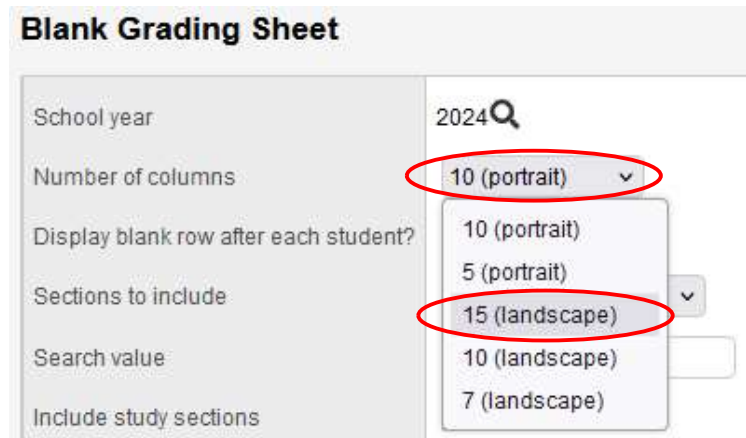 Blank Grading Sheet
School year 2024
Number of columns 10 (portrait)
10 (portrait)
Display blank row after each student?
5 (portrait)
Sections to include
15 (landscape)
Search value 10 (landscape)
7 (landscape)
Include study sections